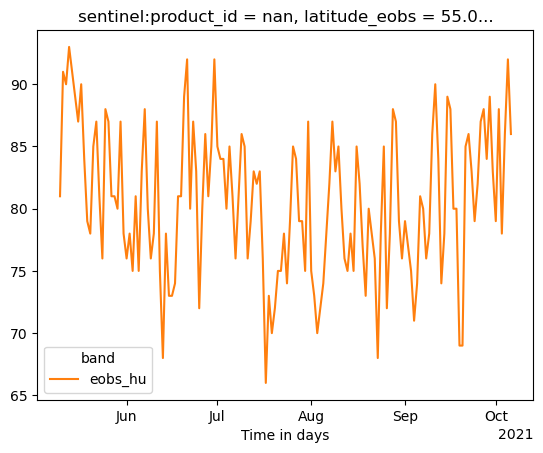 sentinel:product_id = nan, latitude_eobs = 55.0...
90
85
80
75
70
65
band
eobs_hu
Jun
Jul
Aug
Sep
Oct
Time in days
2021